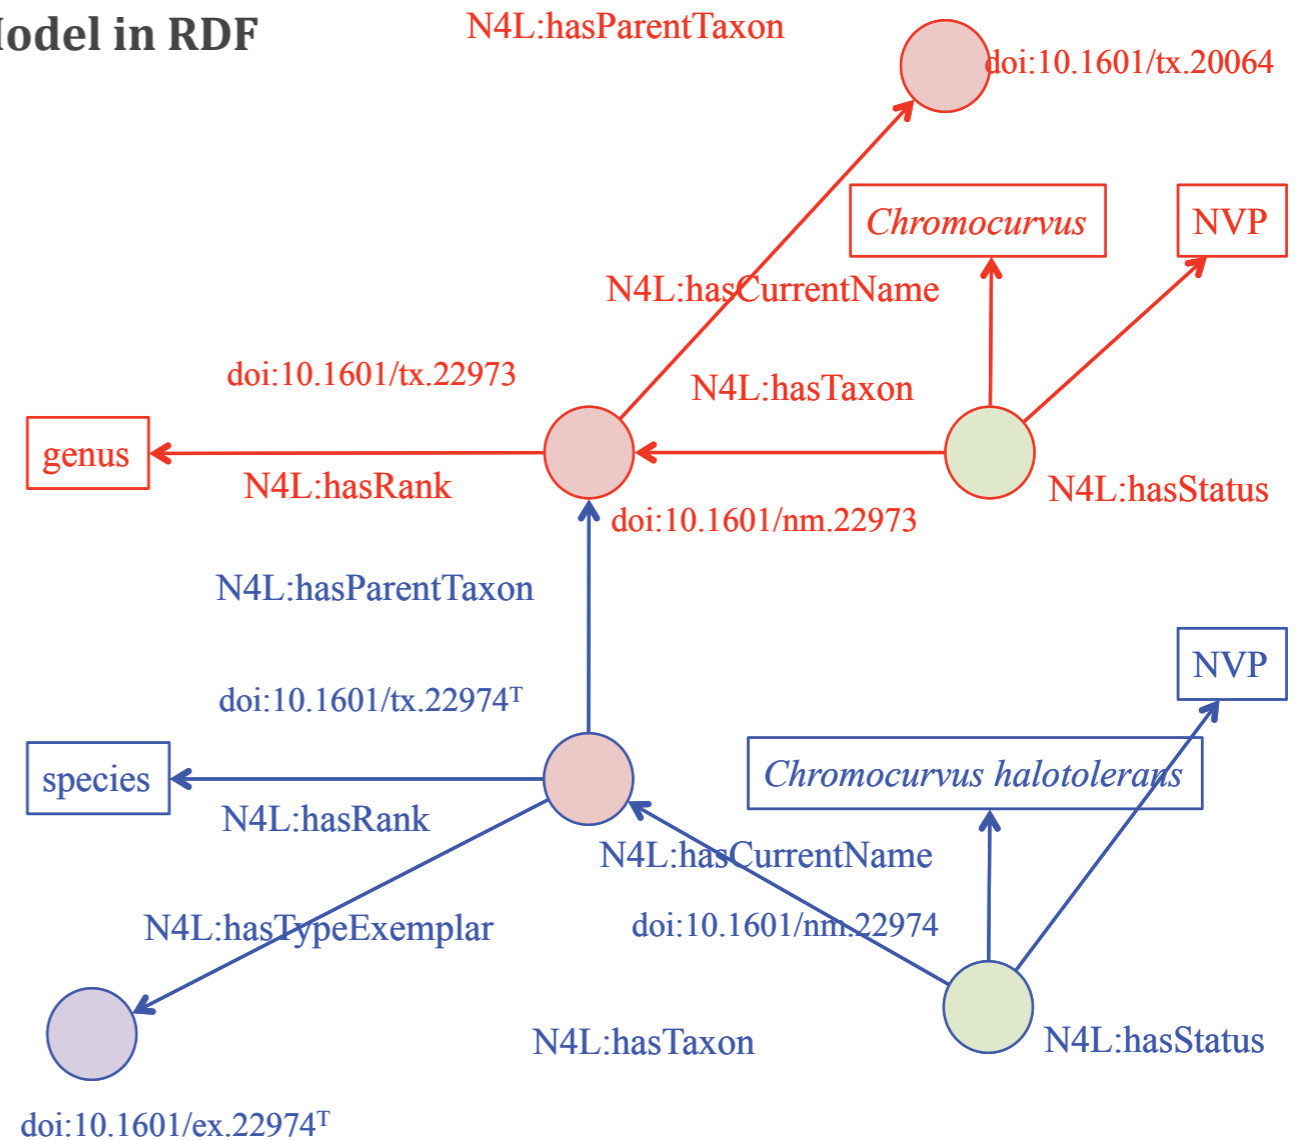 Model in RDF
N4L:hasParentTaxon
doi:10.1601/tx.20064
Chromocurvus
NVP
N4L:hasCurrentName
doi:10.1601/tx.22973
N4L:hasTaxon
genus
N4L:hasRank
N4L:hasStatus
doi:10.1601/nm.22973
N4L:hasParentTaxon
NVP
doi:10.1601/tx.22974ᵀ
species
Chromocurvus halotolerans
N4L:hasRank
N4L:hasCurrentName
N4L:hasTypeExemplar
doi:10.1601/nm.22974
N4L:hasTaxon
N4L:hasStatus
doi:10.1601/ex.22974ᵀ